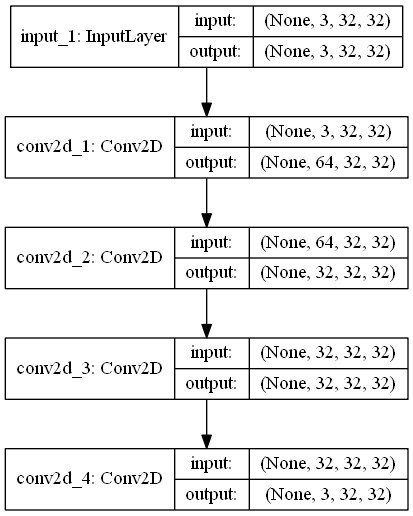 input_1: InputLayer
input: (None, 3, 32, 32)
output: (None, 3, 32, 32)
conv2d_1: Conv2D
input: (None, 3, 32, 32)
output: (None, 64, 32, 32)
conv2d_2: Conv2D
input: (None, 64, 32, 32)
output: (None, 32, 32, 32)
conv2d_3: Conv2D
input: (None, 32, 32, 32)
output: (None, 32, 32, 32)
conv2d_4: Conv2D
input: (None, 32, 32, 32)
output: (None, 3, 32, 32)